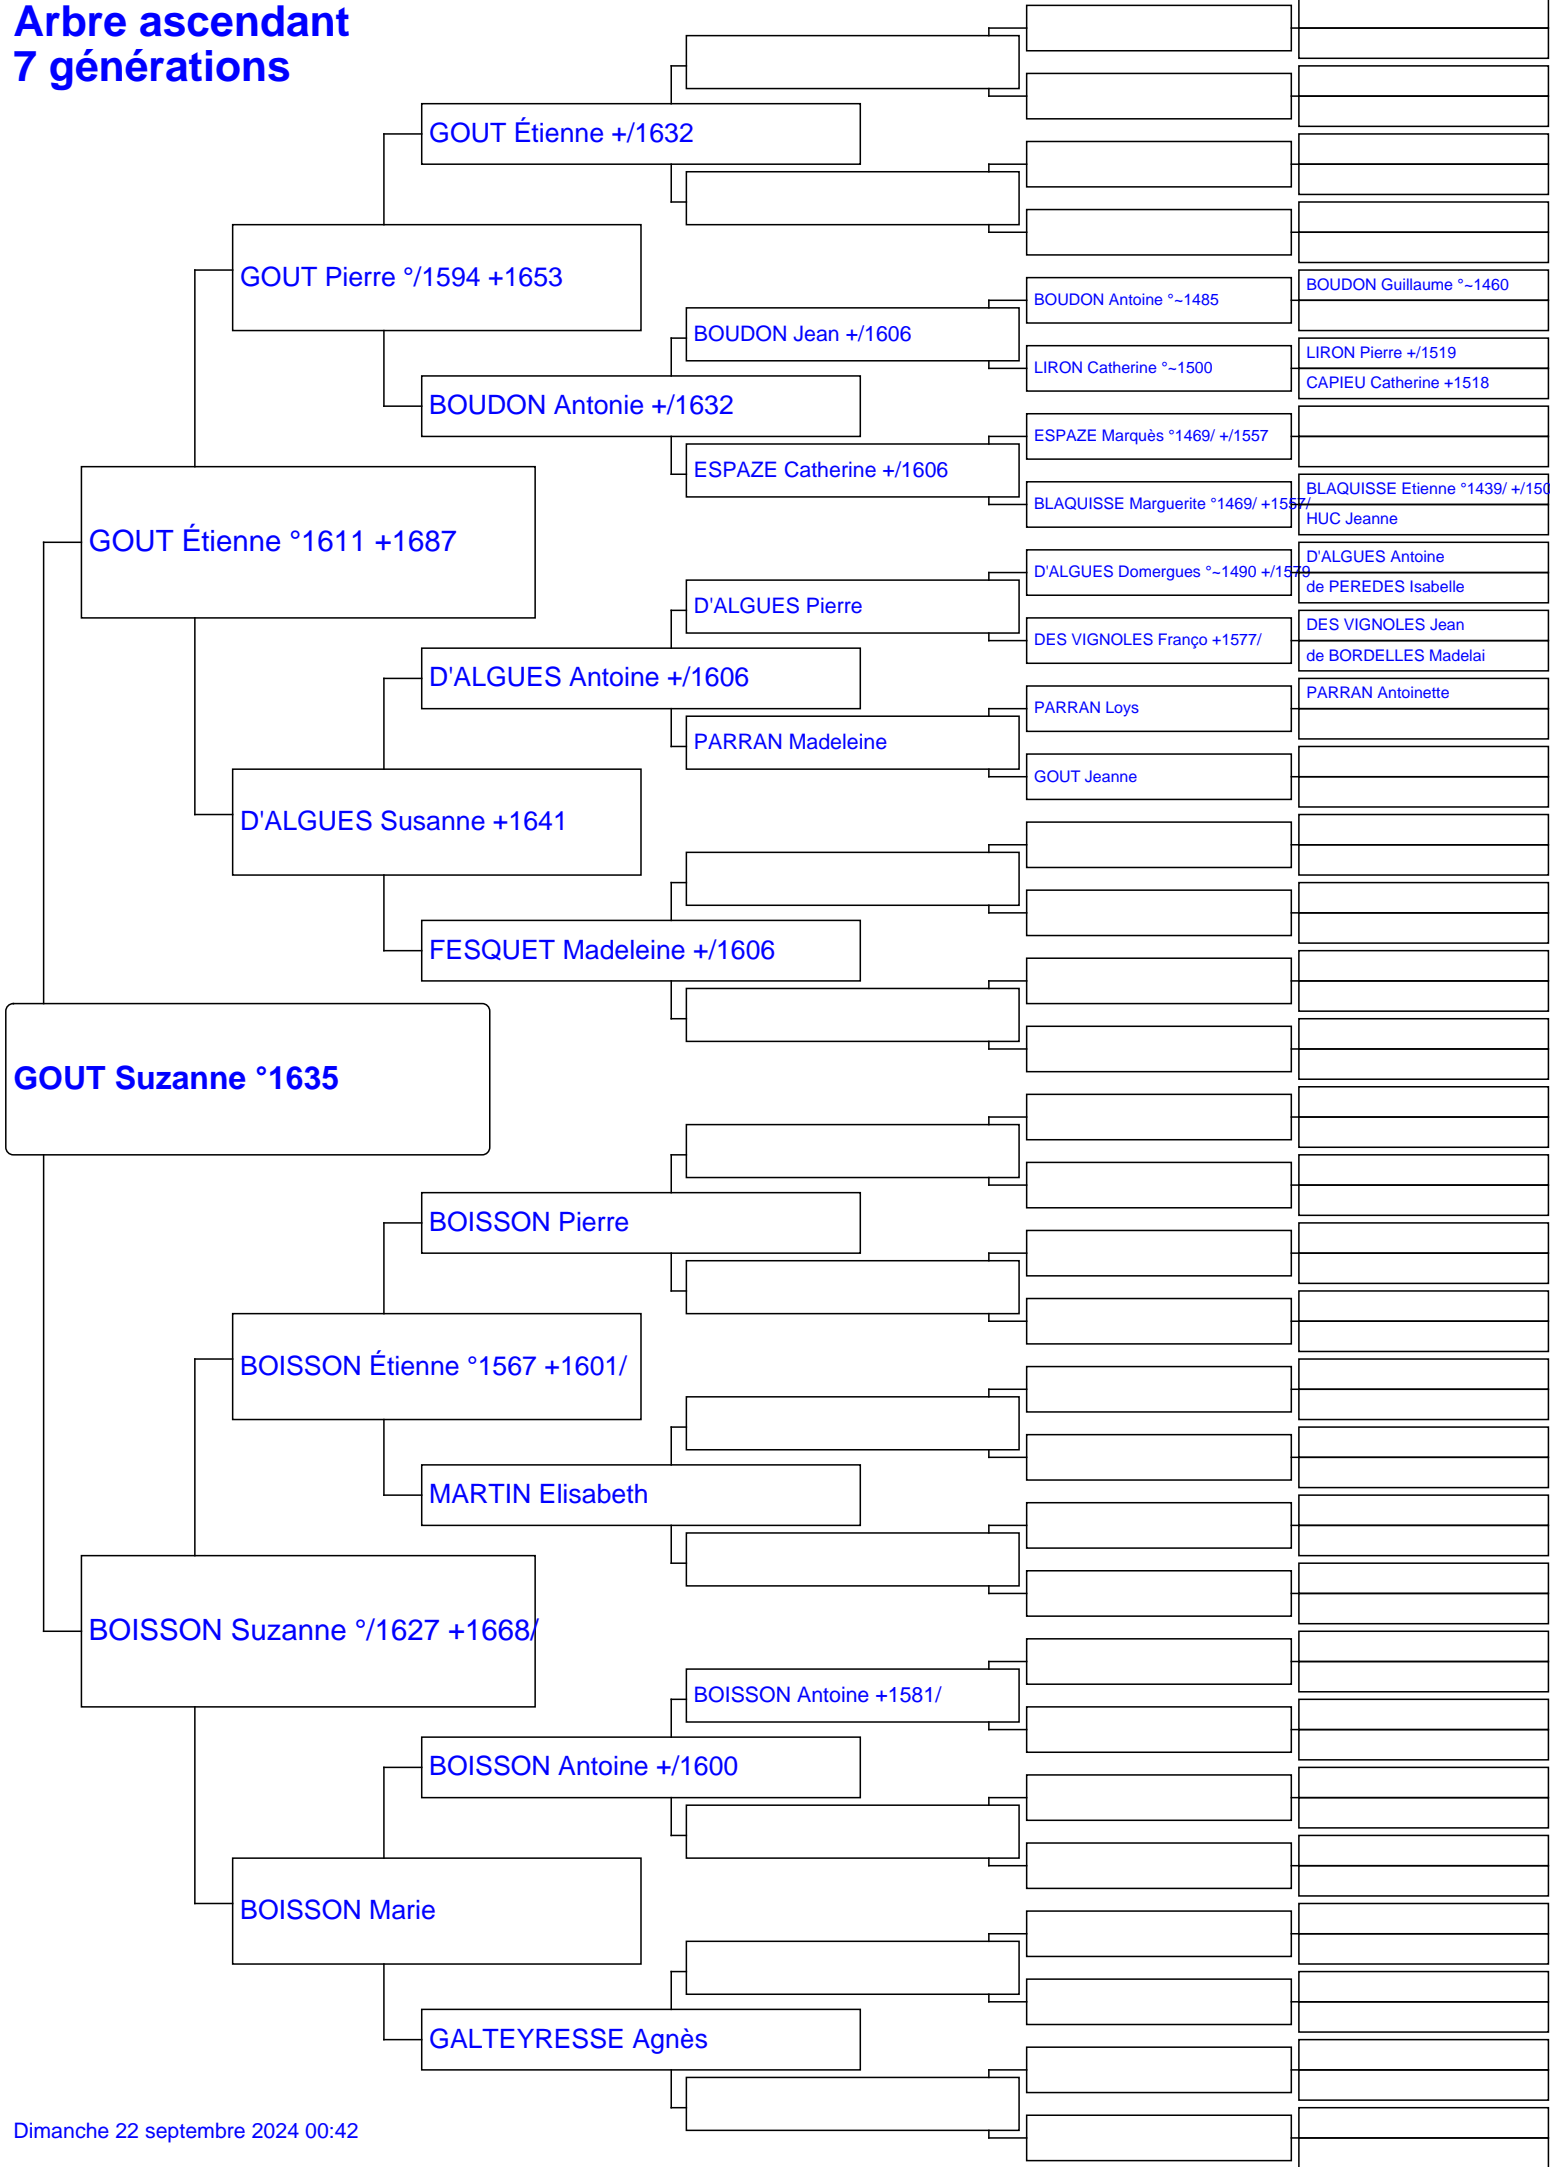 Arbre ascendant
7 générations
GOUT Étienne +/1632
GOUT Pierre °/1594 +1653
BOUDON Guillaume °~1460
BOUDON Antoine °~1485
BOUDON Jean +/1606
LIRON Pierre +/1519
LIRON Catherine °~1500
CAPIEU Catherine +1518
BOUDON Antonie +/1632
ESPAZE Marquès °1469/ +/1557
ESPAZE Catherine +/1606
BLAQUISSE Etienne °1439/ +/150
BLAQUISSE Marguerite °1469/ +1557/
HUC Jeanne
GOUT Étienne °1611 +1687
D'ALGUES Antoine
D'ALGUES Domergues °~1490 +/1579
de PEREDES Isabelle
D'ALGUES Pierre
DES VIGNOLES Jean
DES VIGNOLES Franço +1577/
de BORDELLES Madelai
D'ALGUES Antoine +/1606
PARRAN Antoinette
PARRAN Loys
PARRAN Madeleine
GOUT Jeanne
D'ALGUES Susanne +1641
FESQUET Madeleine +/1606
GOUT Suzanne °1635
BOISSON Pierre
BOISSON Étienne °1567 +1601/
MARTIN Elisabeth
BOISSON Suzanne °/1627 +1668/
BOISSON Antoine +1581/
BOISSON Antoine +/1600
BOISSON Marie
GALTEYRESSE Agnès
Dimanche 22 septembre 2024 00:42